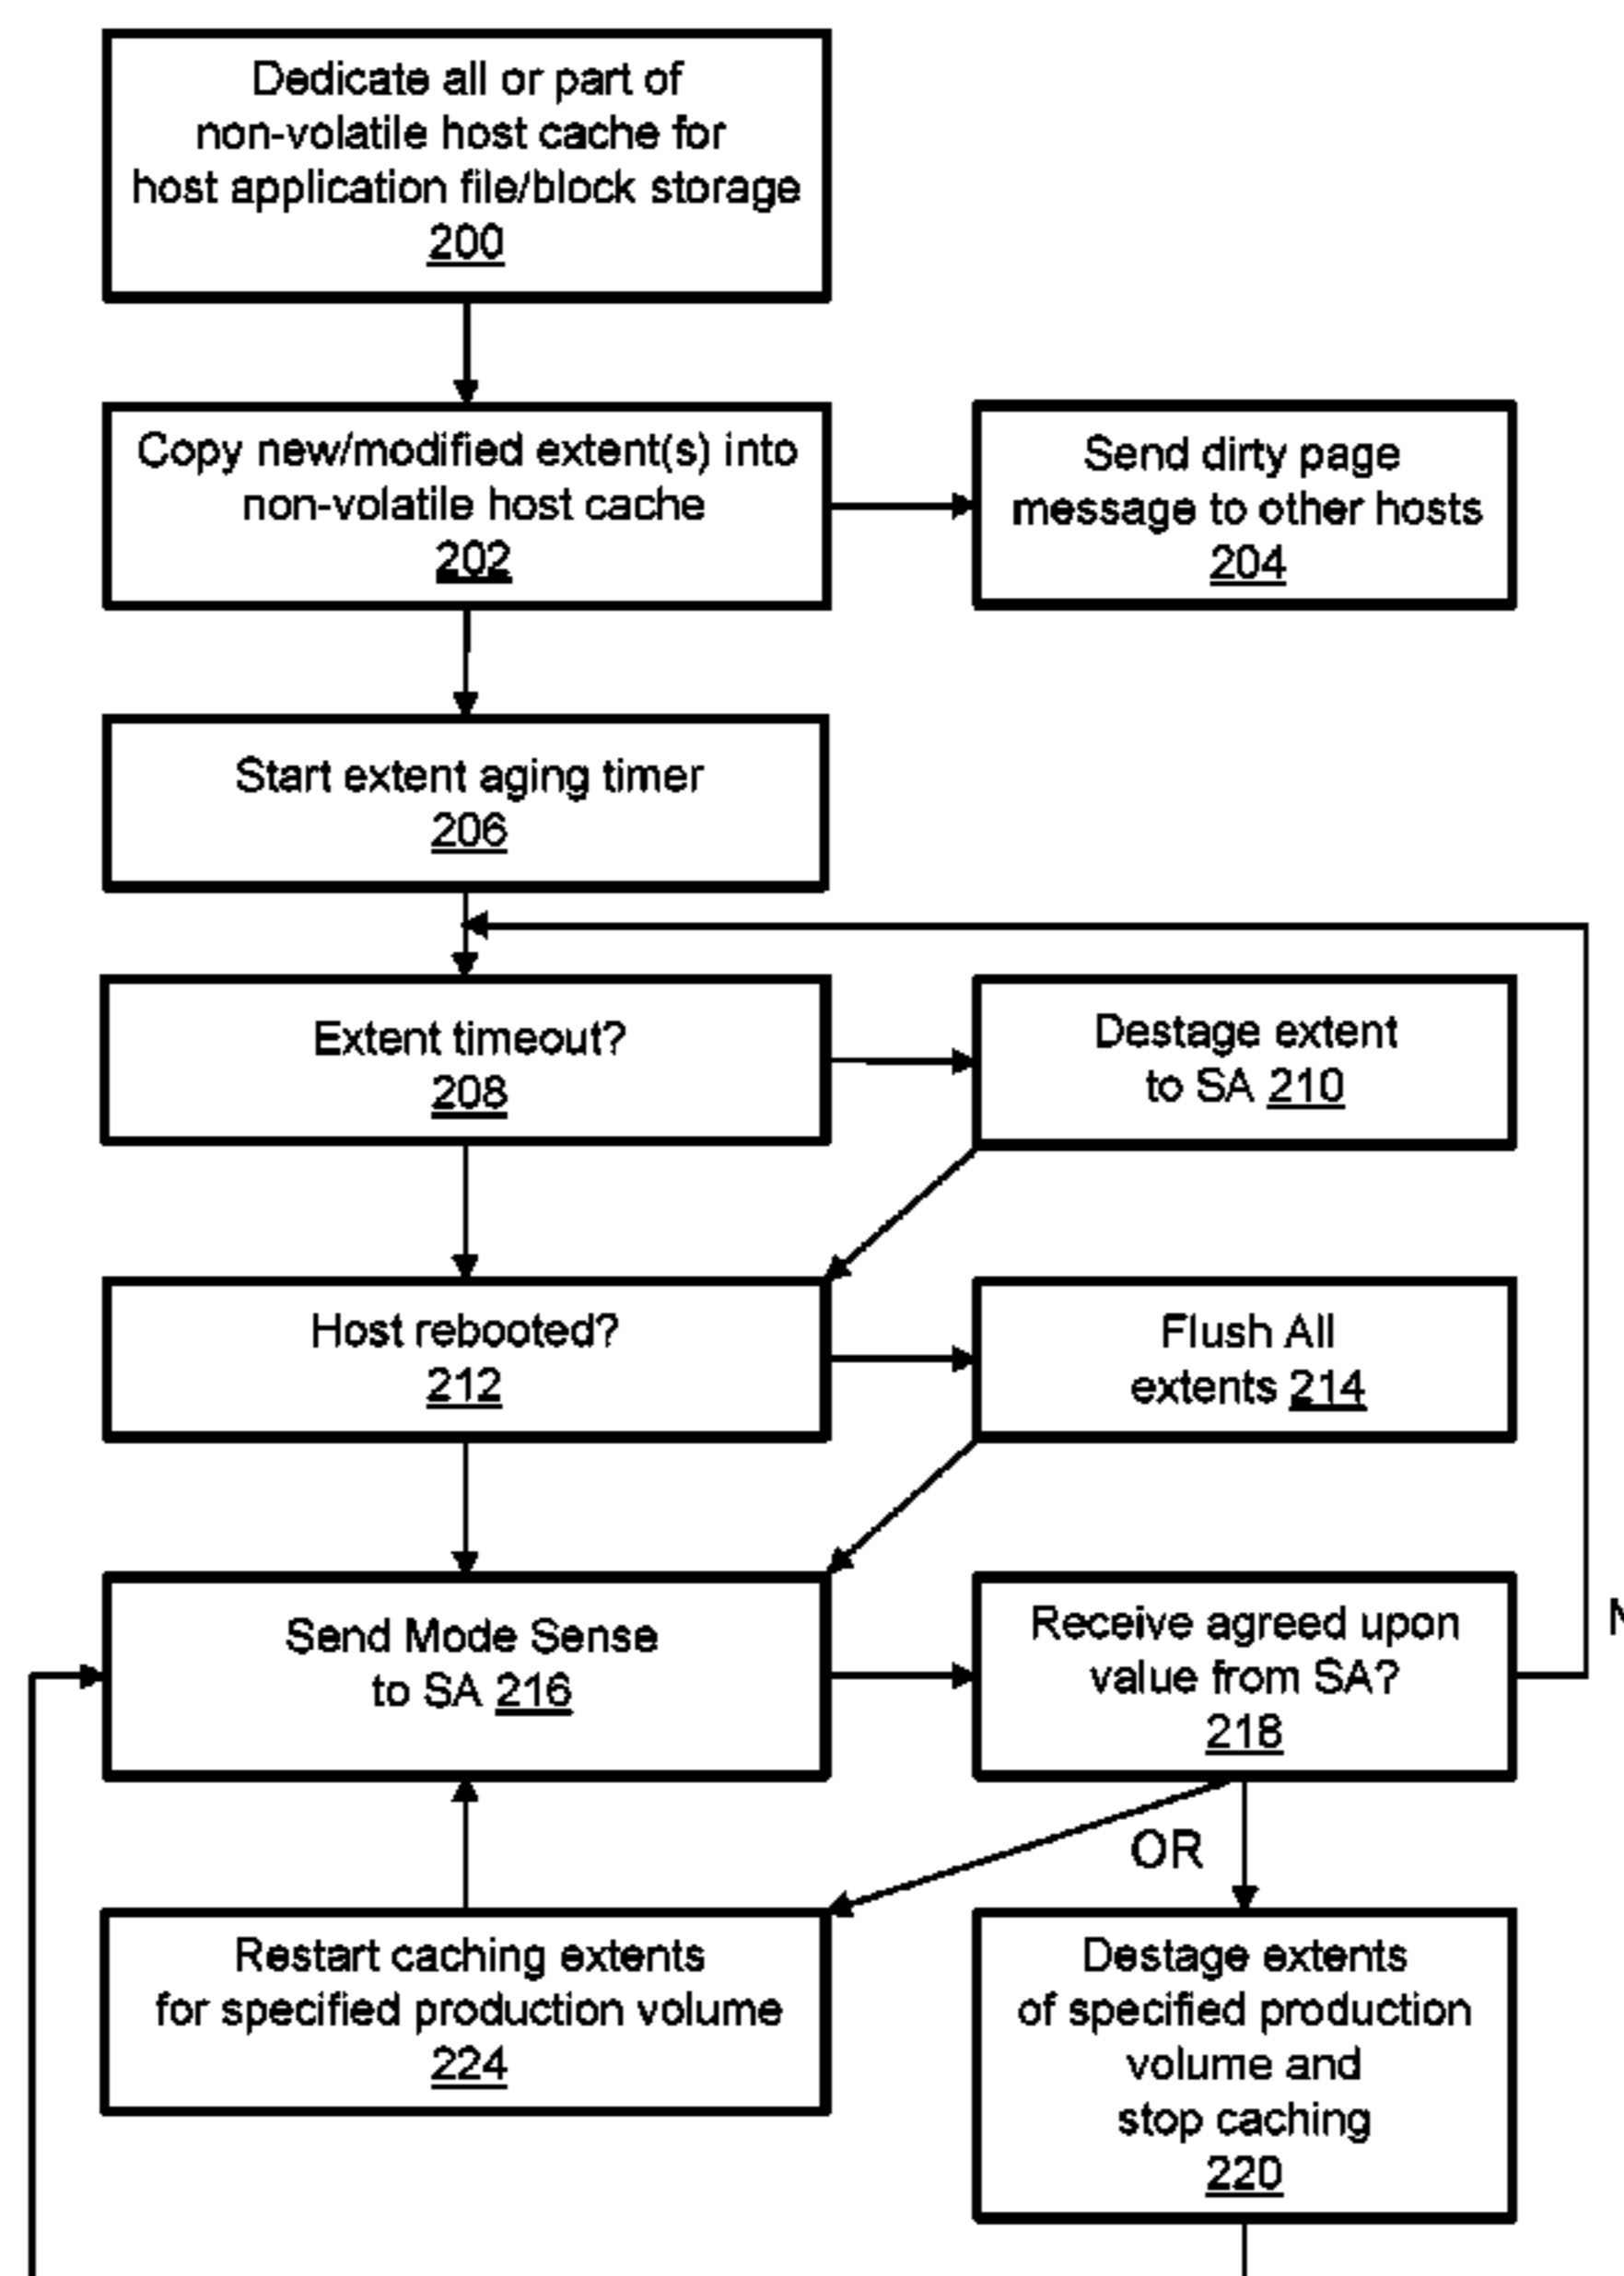 Dedicate all or part of
non-volatile host cache for
host application file/block storage
200
Copy new/modified extent(s) into
non-volatile host cache
202
Send dirty page
message to other hosts
204
Start extent aging timer
206
Extent timeout?
208
Destage extent
to SA 210
Host rebooted?
212
Flush All
extents 214
Send Mode Sense
to SA 216
Receive agreed upon
value from SA?
218
OR
Restart caching extents
for specified production volume
224
Destage extents
of specified production
volume and
stop caching
220